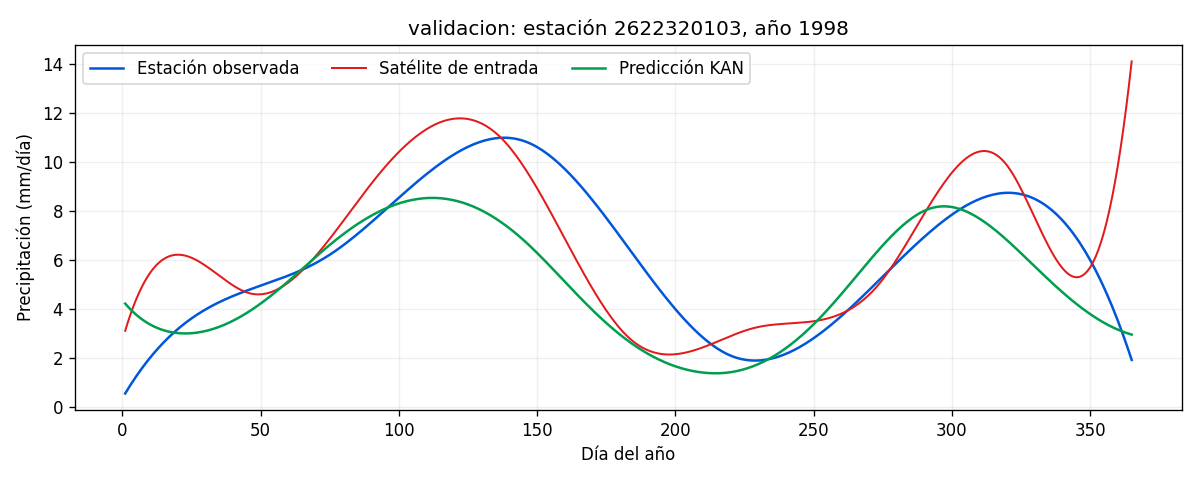 validacion: estación 2622320103, año 1998
Estación observada
Satélite de entrada
Predicción KAN
Precipitación (mm/día)
14
12
10
8
6
4
2
0
0 50 100 150 200 250 300 350
Día del año